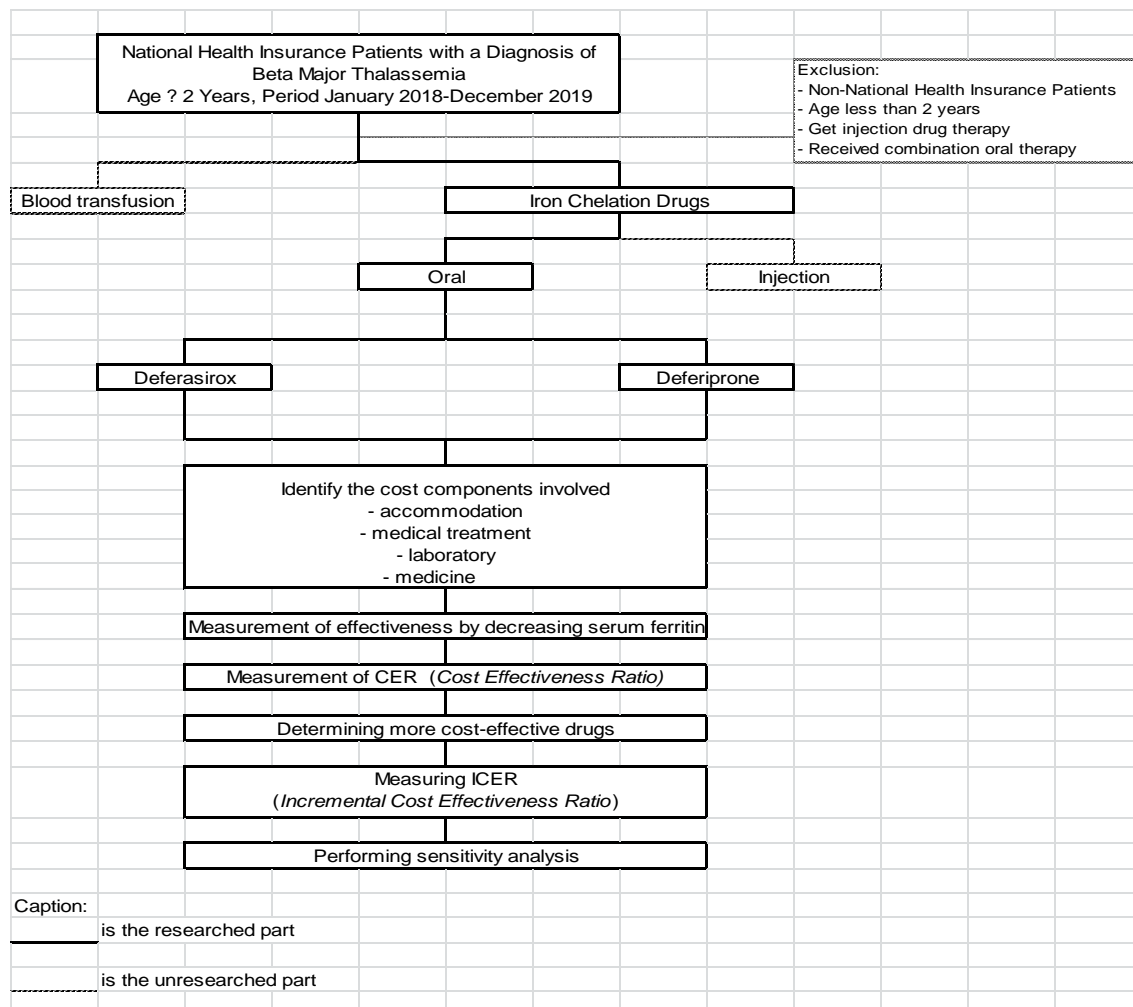 National Health Insurance Patients with a Diagnosis of
Beta Major Thalassemia
Age ? 2 Years, Period January 2018-December 2019
Exclusion:
- Non-National Health Insurance Patients
- Age less than 2 years
- Get injection drug therapy
- Received combination oral therapy
Blood transfusion
Iron Chelation Drugs
Oral
Injection
Deferasirox
Deferiprone
Identify the cost components involved
- accommodation
- medical treatment
- laboratory
- medicine
Measurement of effectiveness by decreasing serum ferritin
Measurement of CER (Cost Effectiveness Ratio)
Determining more cost-effective drugs
Measuring ICER
(Incremental Cost Effectiveness Ratio)
Performing sensitivity analysis
Caption:
is the researched part
is the unresearched part